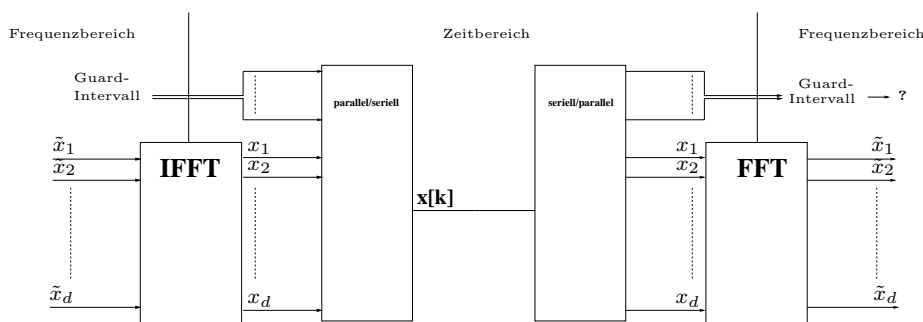 Frequenzbereich
Zeitbereich
Frequenzbereich
Guard-
Intervall
parallel/seriell
seriell/parallel
Guard-
Intervall
?
x̃₁
x̃₂
x̃d
IFFT
x₁
x₂
xd
x[k]
x₁
x₂
xd
FFT
x̃₁
x̃₂
x̃d